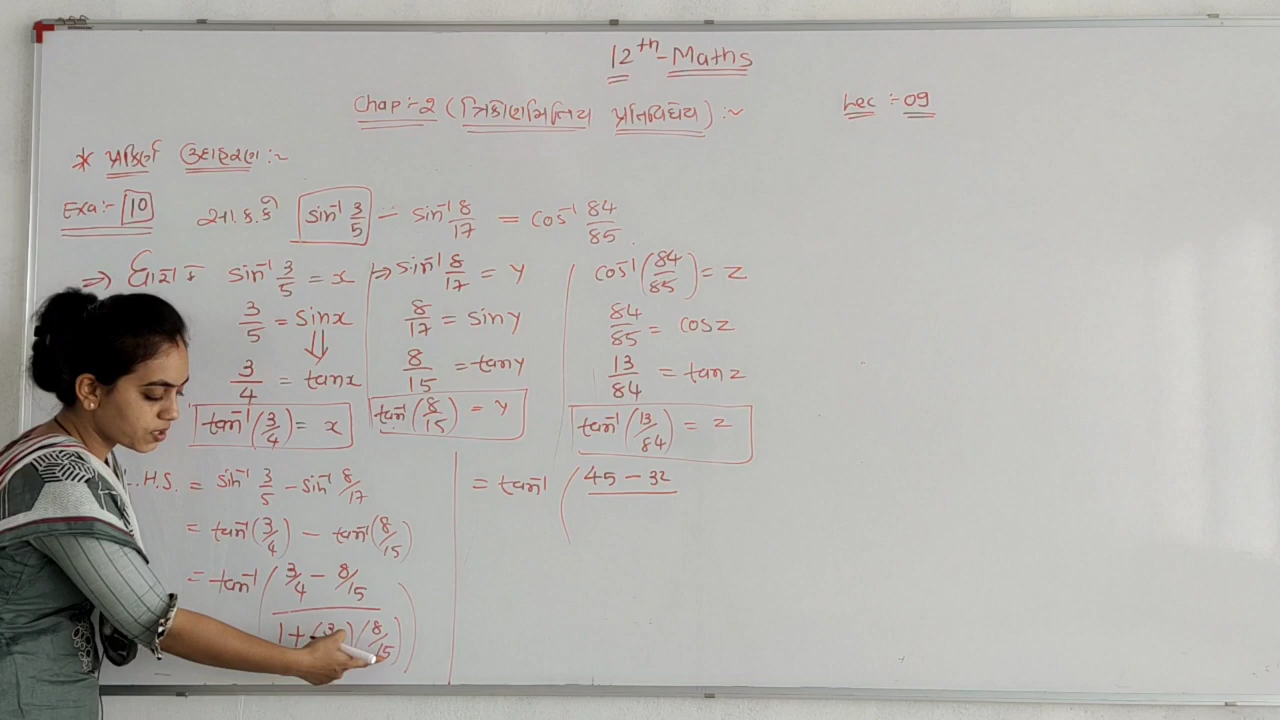 12th - Maths
Chap :- 2 (ત્રિકોણમિતિય પ્રતિવિધેય) :-
Lec :- 09
* પ્રકિર્ણ ઉદાહરણ :-
Exa :- 10 સા.ક.કે sin⁻¹ 3/5 - sin⁻¹ 8/17 = cos⁻¹ 84/85
⇒ ધારો કે sin⁻¹ 3/5 = x
3/5 = sinx
⇓
3/4 = tanx
tan⁻¹(3/4) = x
⇒ sin⁻¹ 8/17 = y
8/17 = siny
8/15 = tany
tan⁻¹(8/15) = y
cos⁻¹(84/85) = z
84/85 = cosz
13/84 = tanz
tan⁻¹(13/84) = z
L.H.S. = sin⁻¹ 3/5 - sin⁻¹ 8/17
= tan⁻¹(3/4) - tan⁻¹(8/15)
= tan⁻¹( 3/4 - 8/15
1 + (3 )(8/15) )
= tan⁻¹( 45 - 32